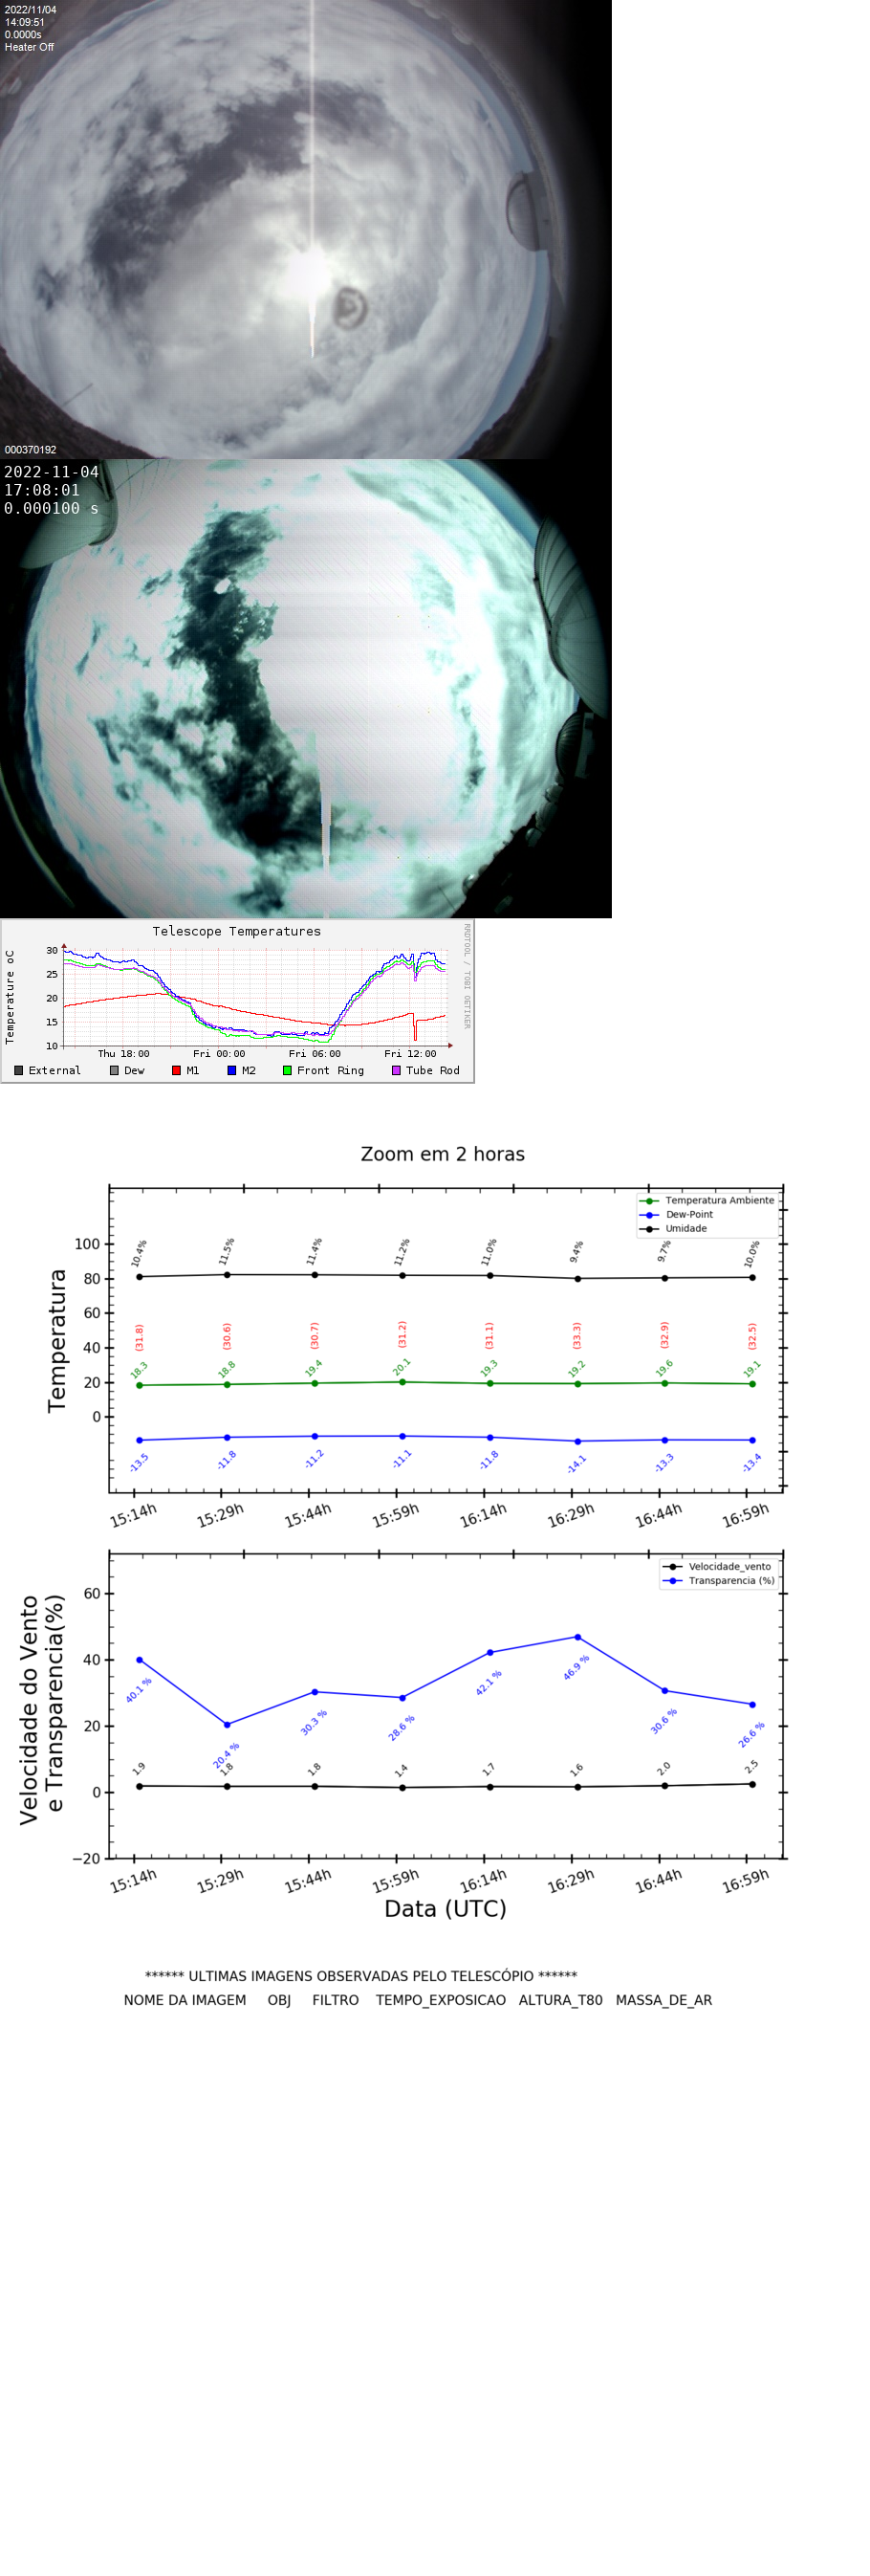 2022/11/04
14:09:51
0.0000s
Heater Off
000370192
2022-11-04
17:08:01
0.000100 s
Telescope Temperatures
Temperature oC
30
25
20
15
10
Thu 18:00 Fri 00:00 Fri 06:00 Fri 12:00
External Dew M1 M2 Front Ring Tube Rod
RRDTOOL / TOBI OETIKER
Zoom em 2 horas
Temperatura
100
80
60
40
20
0
Temperatura Ambiente
Dew-Point
Umidade
10.4% 11.5% 11.4% 11.2% 11.0% 9.4% 9.7% 10.0%
(31.8) (30.6) (30.7) (31.2) (31.1) (33.3) (32.9) (32.5)
18.3 18.8 19.4 20.1 19.3 19.2 19.6 19.1
-13.5 -11.8 -11.2 -11.1 -11.8 -14.1 -13.3 -13.4
15:14h 15:29h 15:44h 15:59h 16:14h 16:29h 16:44h 16:59h
Velocidade do Vento
e Transparencia(%)
60
40
20
0
−20
Velocidade_vento
Transparencia (%)
40.1 % 20.4 % 30.3 % 28.6 % 42.1 % 46.9 % 30.6 % 26.6 %
1.9 1.8 1.8 1.4 1.7 1.6 2.0 2.5
15:14h 15:29h 15:44h 15:59h 16:14h 16:29h 16:44h 16:59h
Data (UTC)
****** ULTIMAS IMAGENS OBSERVADAS PELO TELESCÓPIO ******
NOME DA IMAGEM OBJ FILTRO TEMPO_EXPOSICAO ALTURA_T80 MASSA_DE_AR